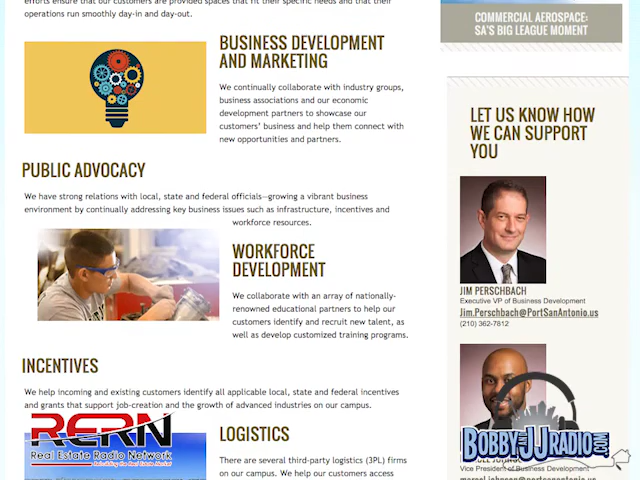 efforts ensure that our customers are provided spaces that fit their specific needs and that their
operations run smoothly day-in and day-out.
BUSINESS DEVELOPMENT
AND MARKETING
We continually collaborate with industry groups,
business associations and our economic
development partners to showcase our
customers’ business and help them connect with
new opportunities and partners.
PUBLIC ADVOCACY
We have strong relations with local, state and federal officials—growing a vibrant business
environment by continually addressing key business issues such as infrastructure, incentives and
workforce resources.
WORKFORCE
DEVELOPMENT
We collaborate with an array of nationally-
renowned educational partners to help our
customers identify and recruit new talent, as
well as develop customized training programs.
INCENTIVES
We help incoming and existing customers identify all applicable local, state and federal incentives
and grants that support job-creation and the growth of advanced industries on our campus.
RERN
Real Estate Radio Network
LOGISTICS
There are several third-party logistics (3PL) firms
on our campus. We help our customers access
COMMERCIAL AEROSPACE:
SA'S BIG LEAGUE MOMENT
LET US KNOW HOW
WE CAN SUPPORT
YOU
JIM PERSCHBACH
Executive VP of Business Development
Jim.Perschbach@PortSanAntonio.us
(210) 362-7812
BOBBY AND JJRADIO.COM
Vice President of Business Development